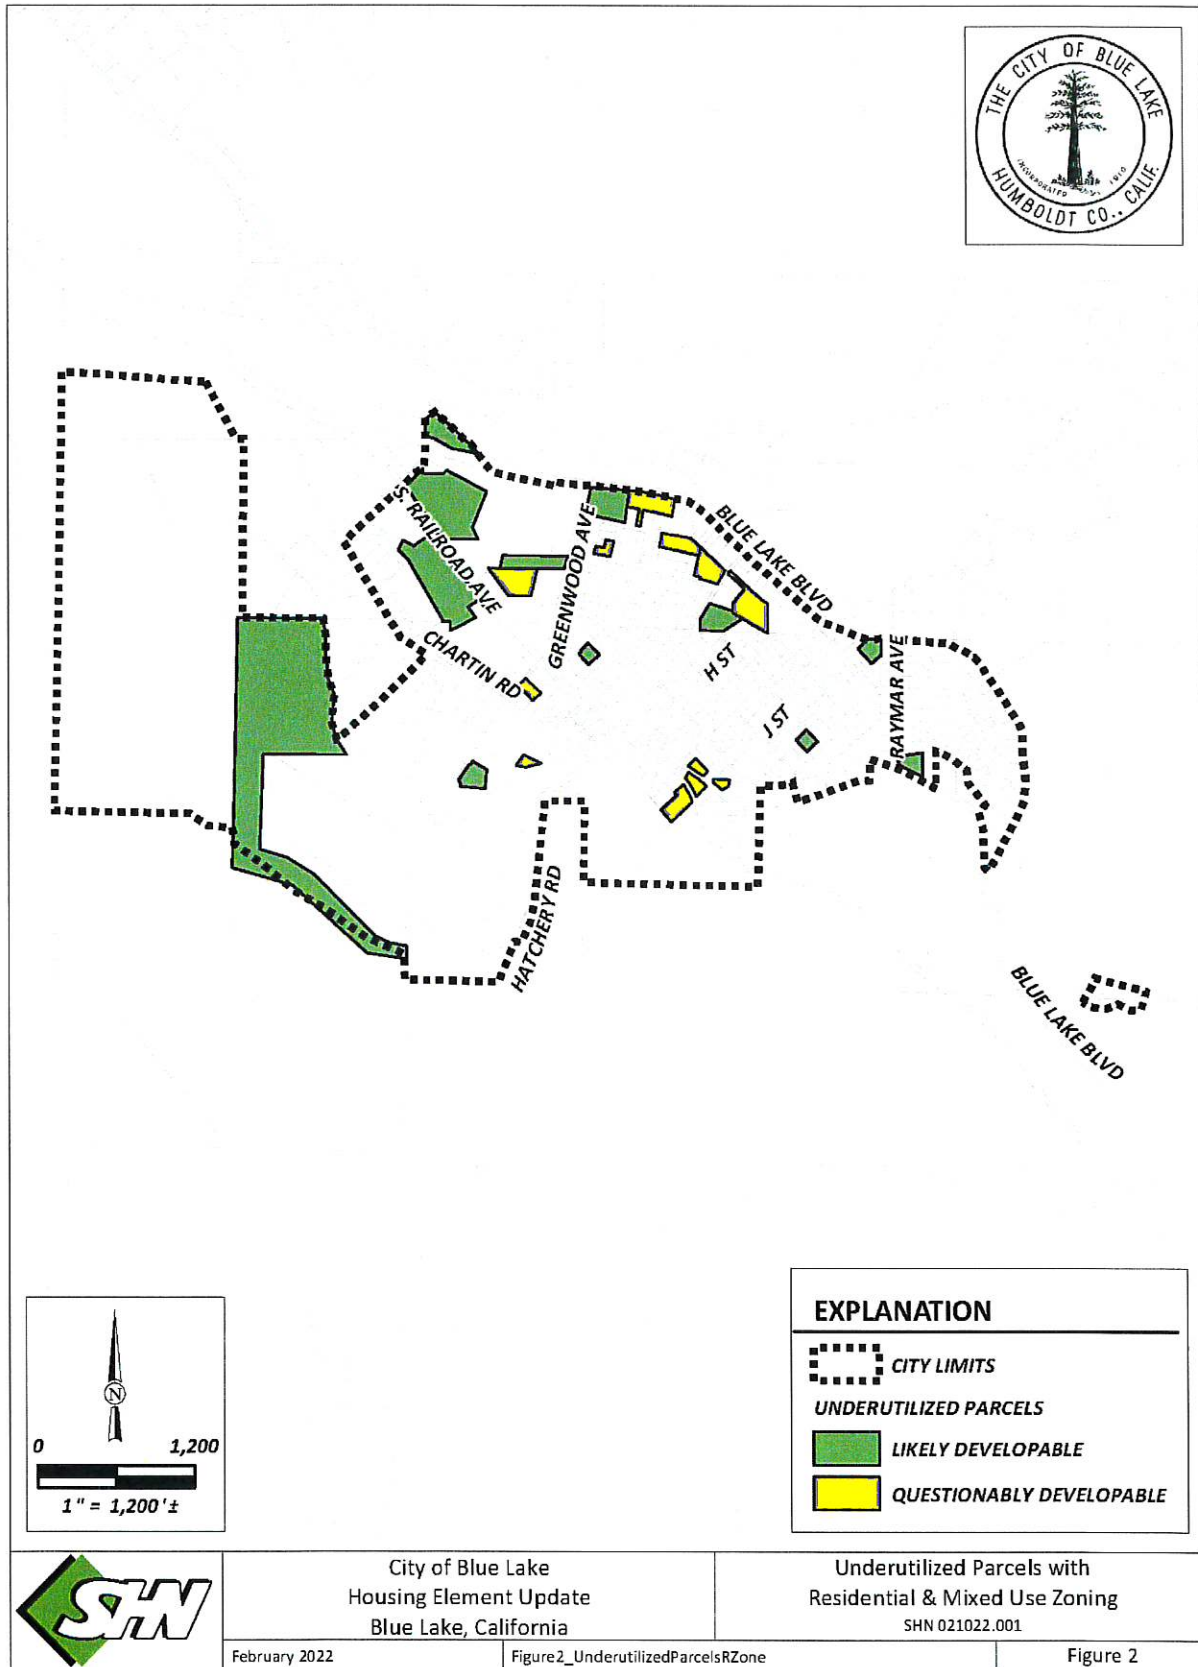 THE CITY OF BLUE LAKE
INCORPORATED 1910
HUMBOLDT CO., CALIF.
S. RAILROAD AVE
GREENWOOD AVE
BLUE LAKE BLVD
CHARTIN RD
H ST
J ST
RAYMAR AVE
HATCHERY RD
BLUE LAKE BLVD
N
0 1,200
1" = 1,200'±
EXPLANATION
CITY LIMITS
UNDERUTILIZED PARCELS
LIKELY DEVELOPABLE
QUESTIONABLY DEVELOPABLE
SHN
City of Blue Lake
Housing Element Update
Blue Lake, California
Underutilized Parcels with
Residential & Mixed Use Zoning
SHN 021022.001
February 2022
Figure2_UnderutilizedParcelsRZone
Figure 2